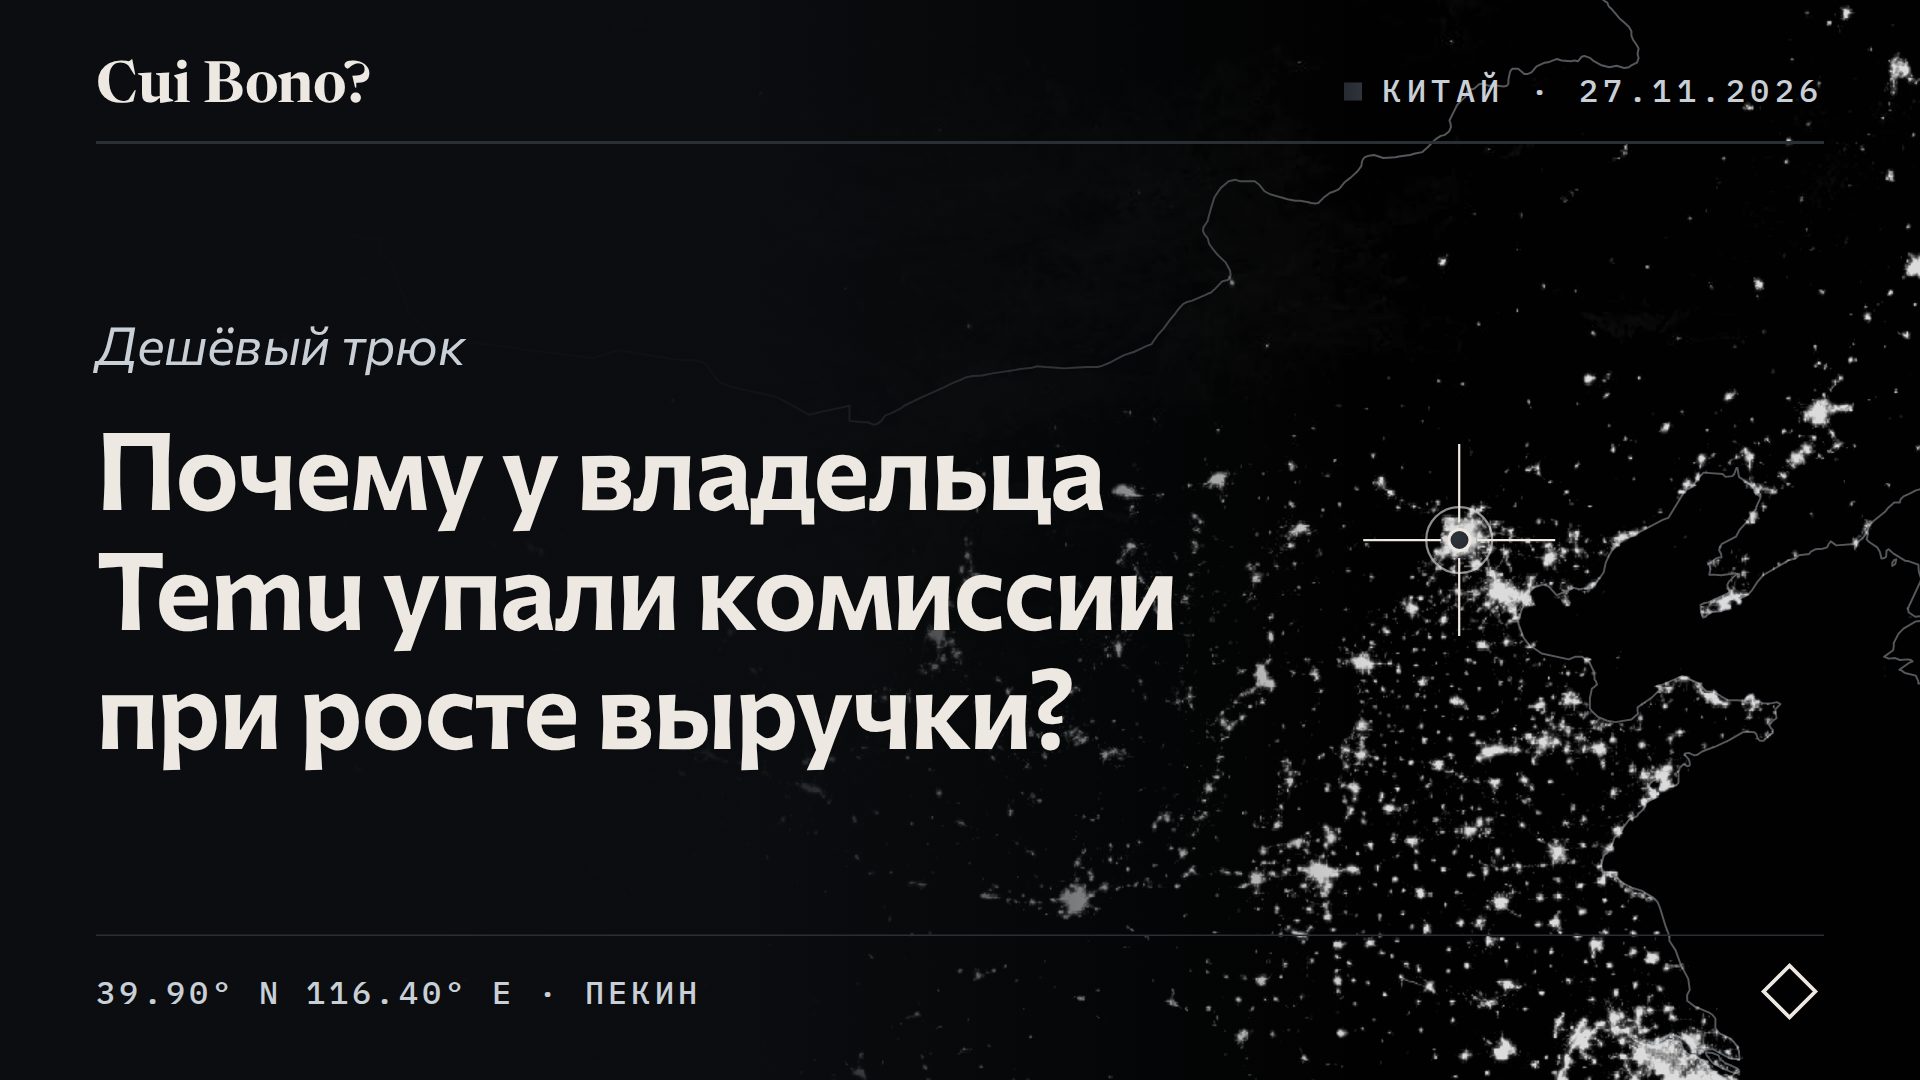 Cui Bono?
КИТАЙ · 27.11.2026
Дешёвый трюк
Почему у владельца
Temu упали комиссии
при росте выручки?
39.90° N 116.40° E · ПЕКИН